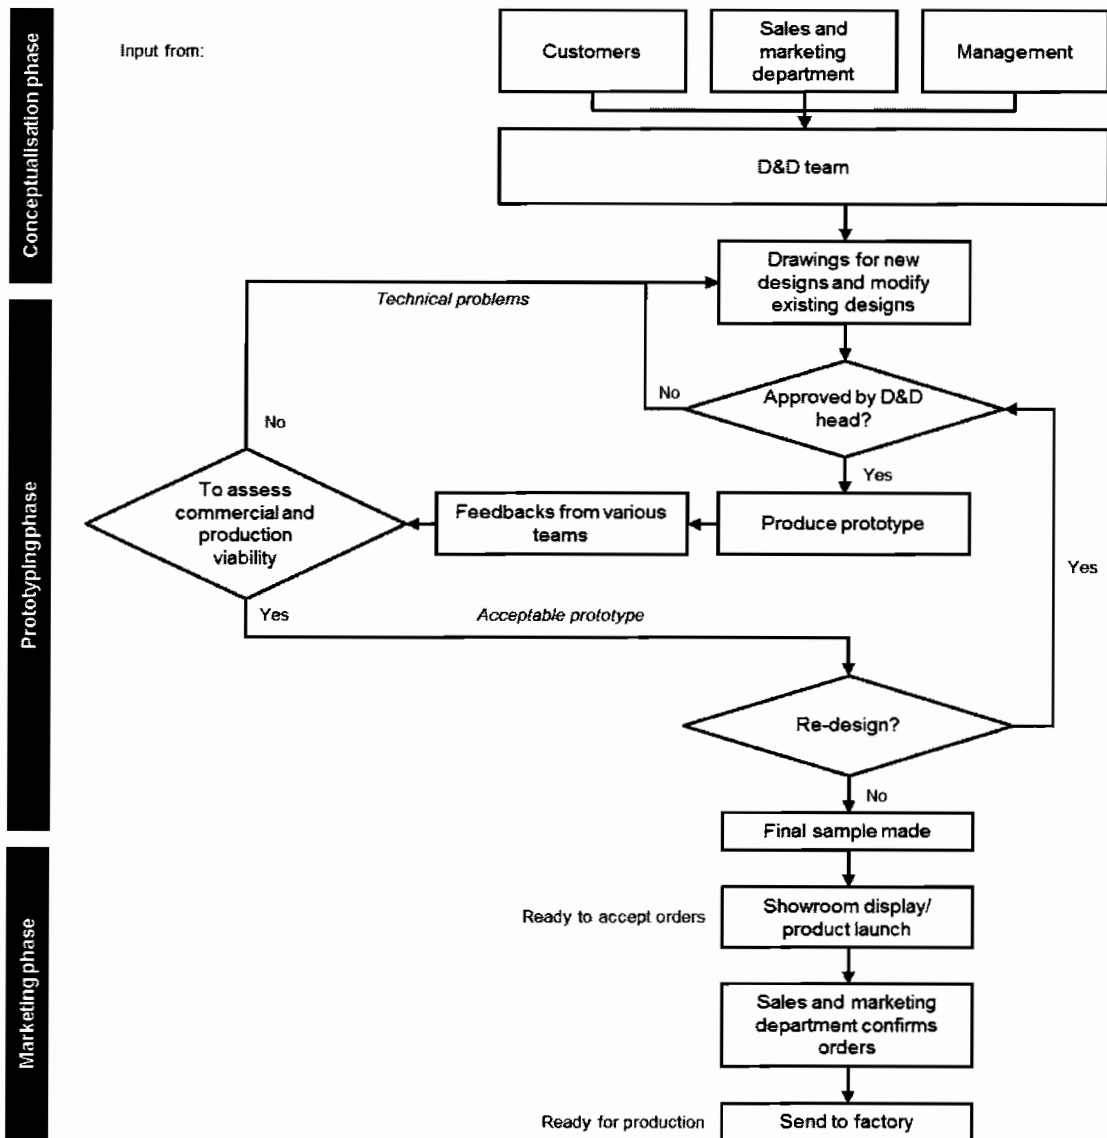 Conceptualisation phase
Input from:
Customers
Sales and
marketing
department
Management
D&D team
Drawings for new
designs and modify
existing designs
Technical problems
Prototyping phase
No
Approved by D&D
head?
No
Yes
To assess
commercial and
production
viability
Feedbacks from various
teams
Produce prototype
Yes
Yes
Acceptable prototype
Re-design?
No
Final sample made
Marketing phase
Ready to accept orders
Showroom display/
product launch
Sales and marketing
department confirms
orders
Ready for production
Send to factory